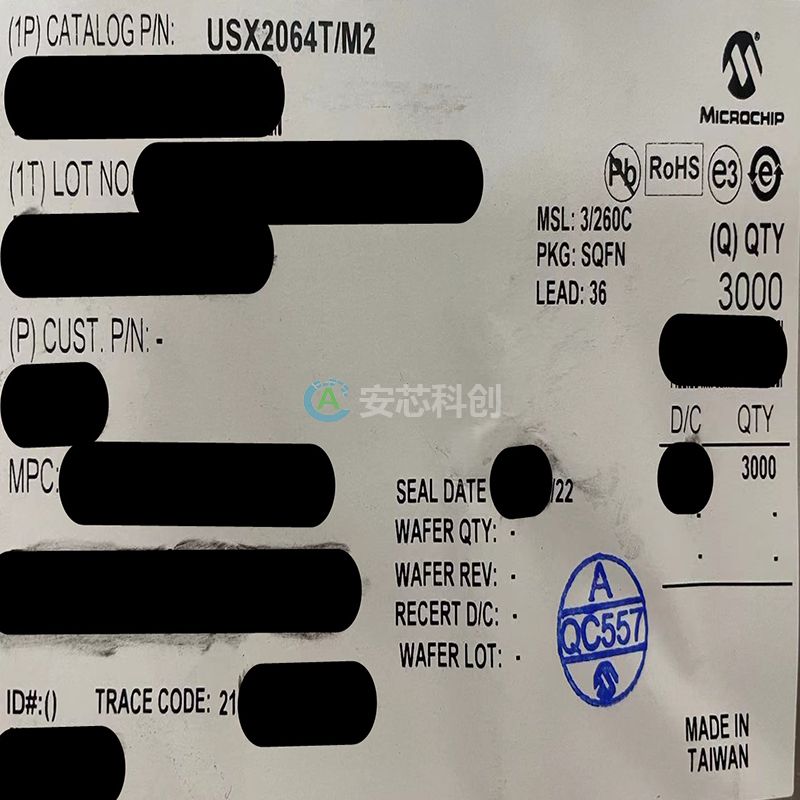 (1P) CATALOG P/N: USX2064T/M2
MICROCHIP
(1T) LOT NO
Pb RoHS e3 e
MSL: 3/260C
PKG: SQFN
LEAD: 36
(Q) QTY
3000
(P) CUST. P/N: -
安芯科创
D/C QTY
3000
MPC:
SEAL DATE /22
WAFER QTY: -
WAFER REV: -
RECERT D/C: -
WAFER LOT: -
A
QC557
ID#:() TRACE CODE: 21
MADE IN
TAIWAN